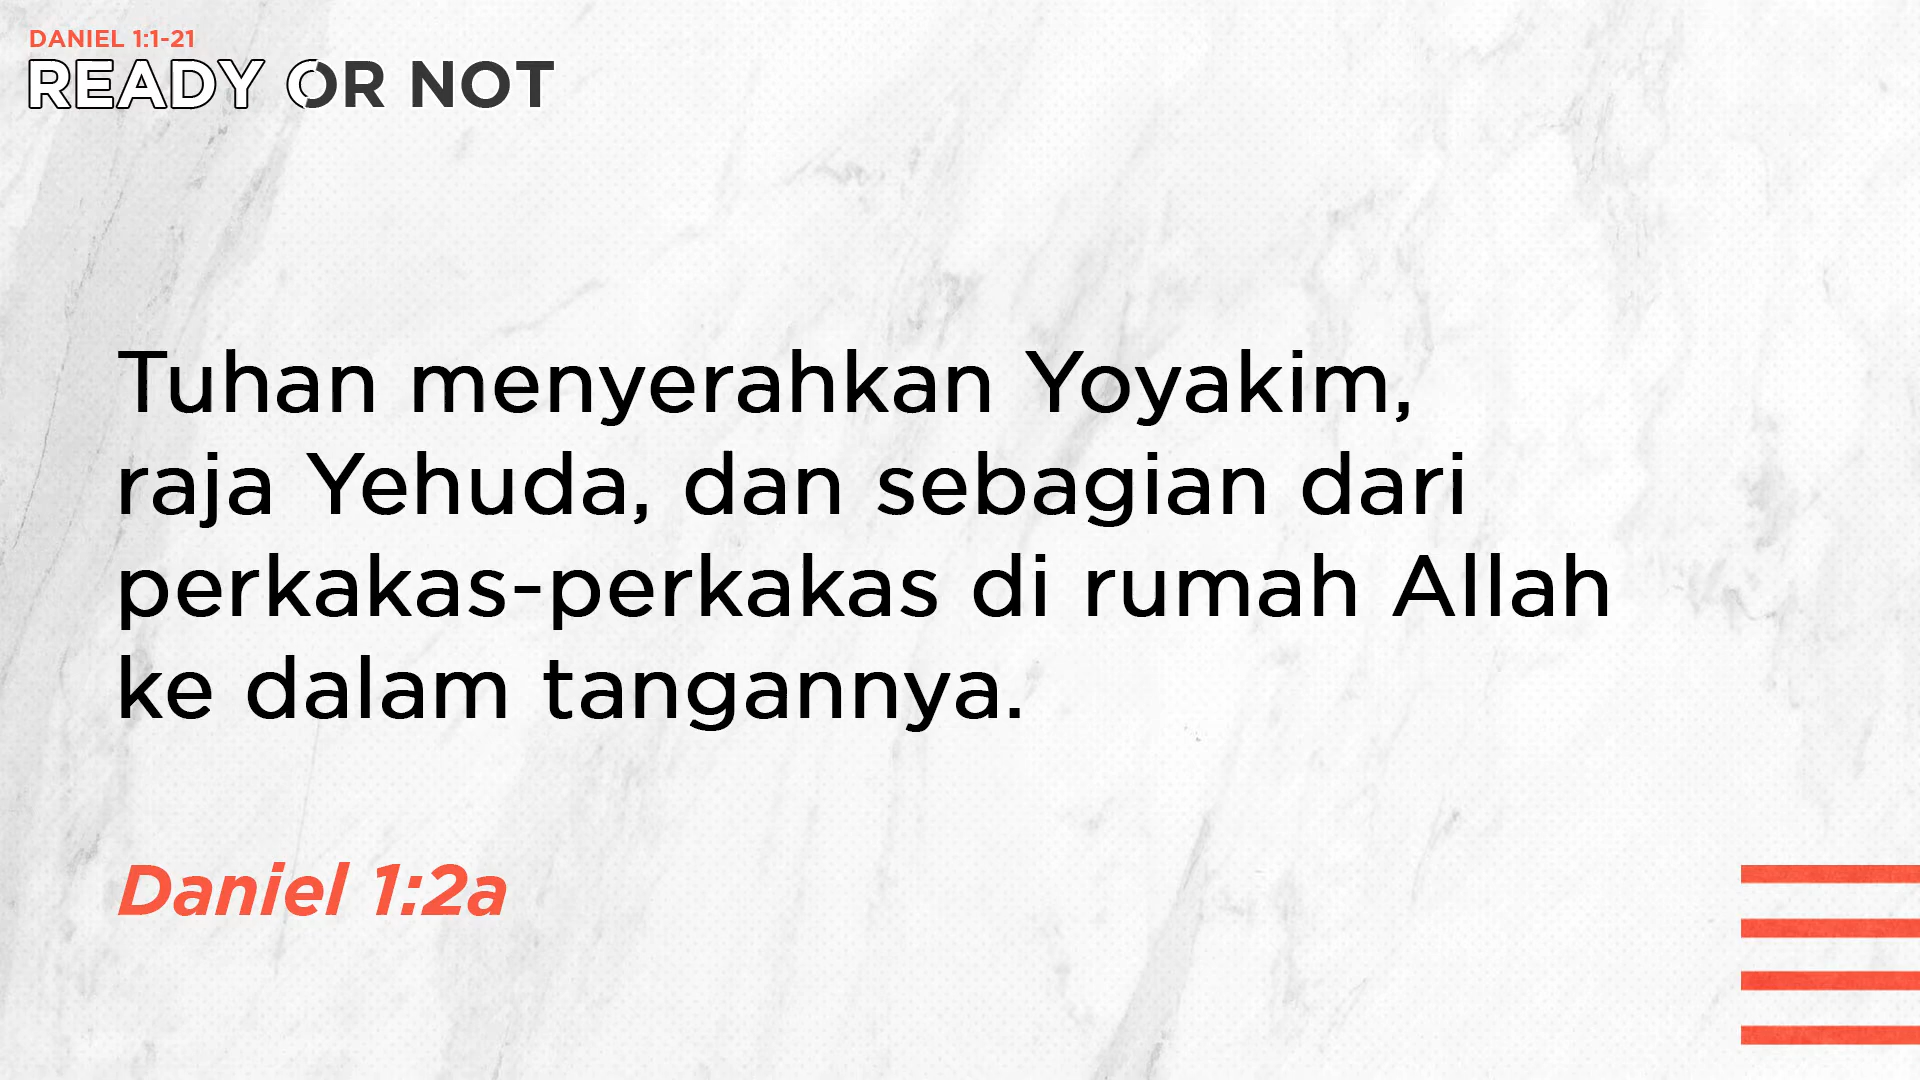 DANIEL 1:1-21
READY OR NOT
Tuhan menyerahkan Yoyakim,
raja Yehuda, dan sebagian dari
perkakas-perkakas di rumah Allah
ke dalam tangannya.
Daniel 1:2a